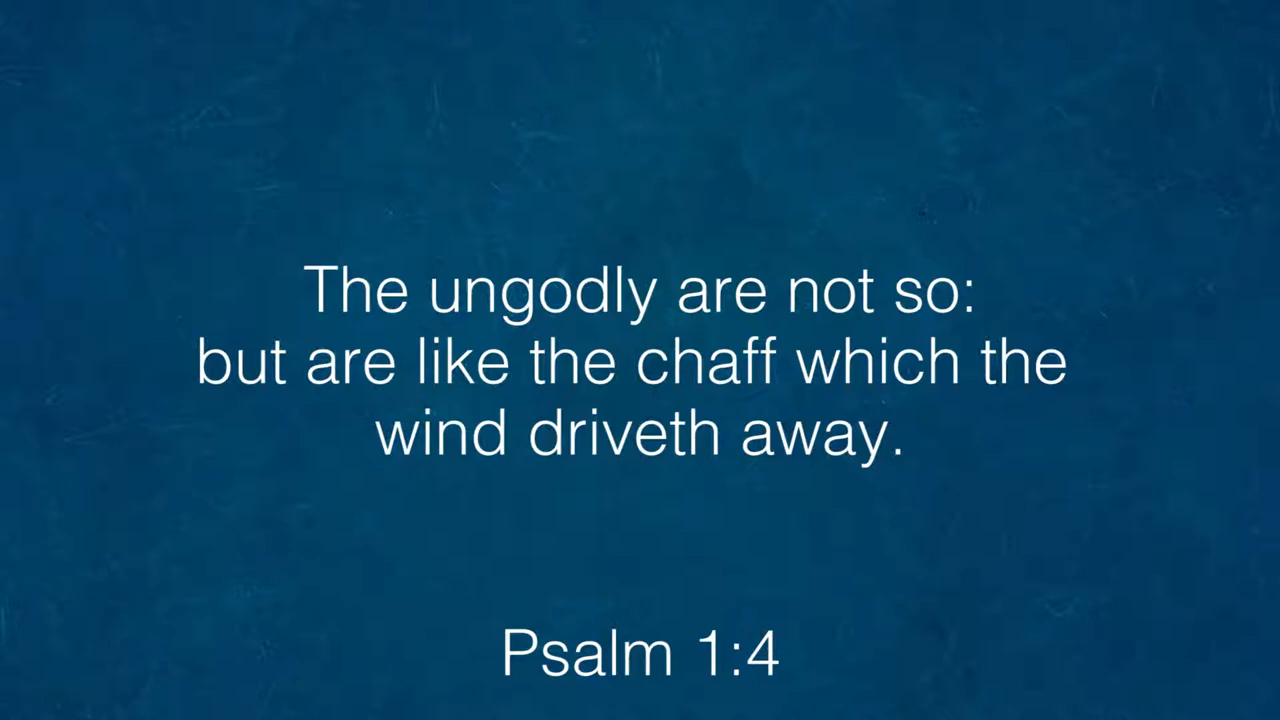 The ungodly are not so:
but are like the chaff which the
wind driveth away.
Psalm 1:4